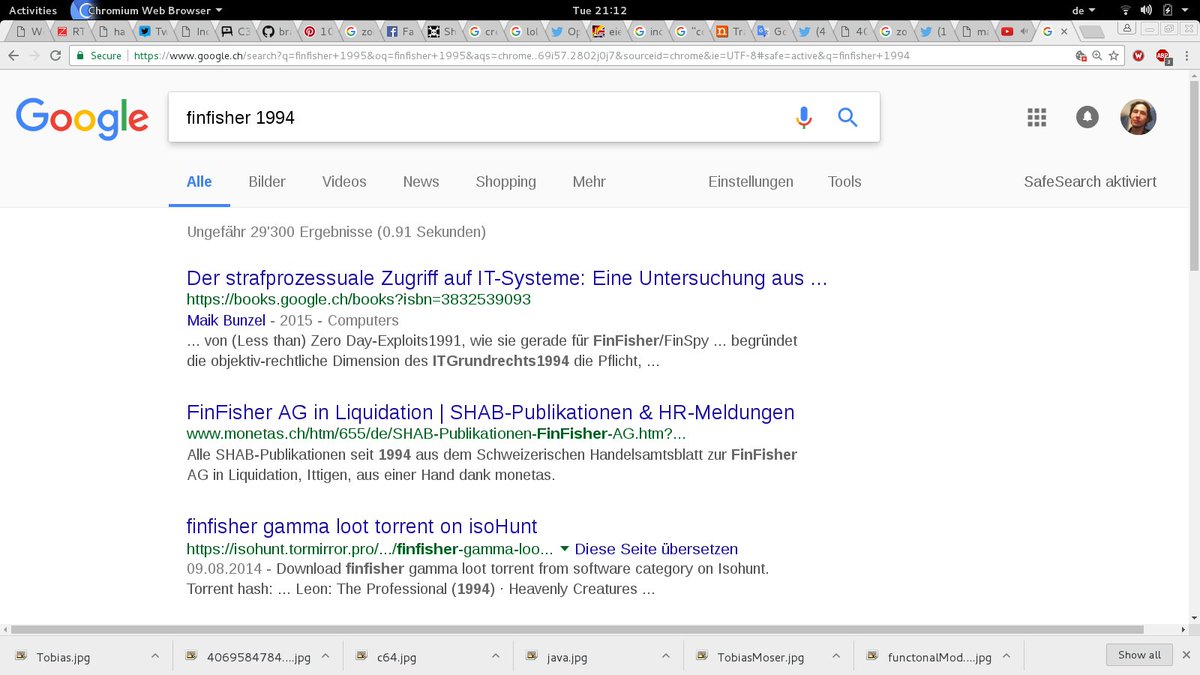 Activities Chromium Web Browser Tue 21:12 de
W RT ha Tw Inc C3 br 10 zo Fa Sh cr lol Op eie inc "c Tra Go (4 40 zo (1 ma
Secure https://www.google.ch/search?q=finfisher+1995&oq=finfisher+1995&aqs=chrome..69i57.2802j0j7&sourceid=chrome&ie=UTF-8#safe=active&q=finfisher+1994
Google finfisher 1994
Alle Bilder Videos News Shopping Mehr Einstellungen Tools SafeSearch aktiviert
Ungefähr 29'300 Ergebnisse (0.91 Sekunden)
Der strafprozessuale Zugriff auf IT-Systeme: Eine Untersuchung aus ...
https://books.google.ch/books?isbn=3832539093
Maik Bunzel - 2015 - Computers
... von (Less than) Zero Day-Exploits1991, wie sie gerade für FinFisher/FinSpy ... begründet
die objektiv-rechtliche Dimension des ITGrundrechts1994 die Pflicht, ...
FinFisher AG in Liquidation | SHAB-Publikationen & HR-Meldungen
www.monetas.ch/htm/655/de/SHAB-Publikationen-FinFisher-AG.htm?...
Alle SHAB-Publikationen seit 1994 aus dem Schweizerischen Handelsamtsblatt zur FinFisher
AG in Liquidation, Ittigen, aus einer Hand dank monetas.
finfisher gamma loot torrent on isoHunt
https://isohunt.tormirror.pro/.../finfisher-gamma-loo... Diese Seite übersetzen
09.08.2014 - Download finfisher gamma loot torrent from software category on Isohunt.
Torrent hash: ... Leon: The Professional (1994) · Heavenly Creatures ...
Tobias.jpg 4069584784....jpg c64.jpg java.jpg TobiasMoser.jpg functonalMod....jpg Show all